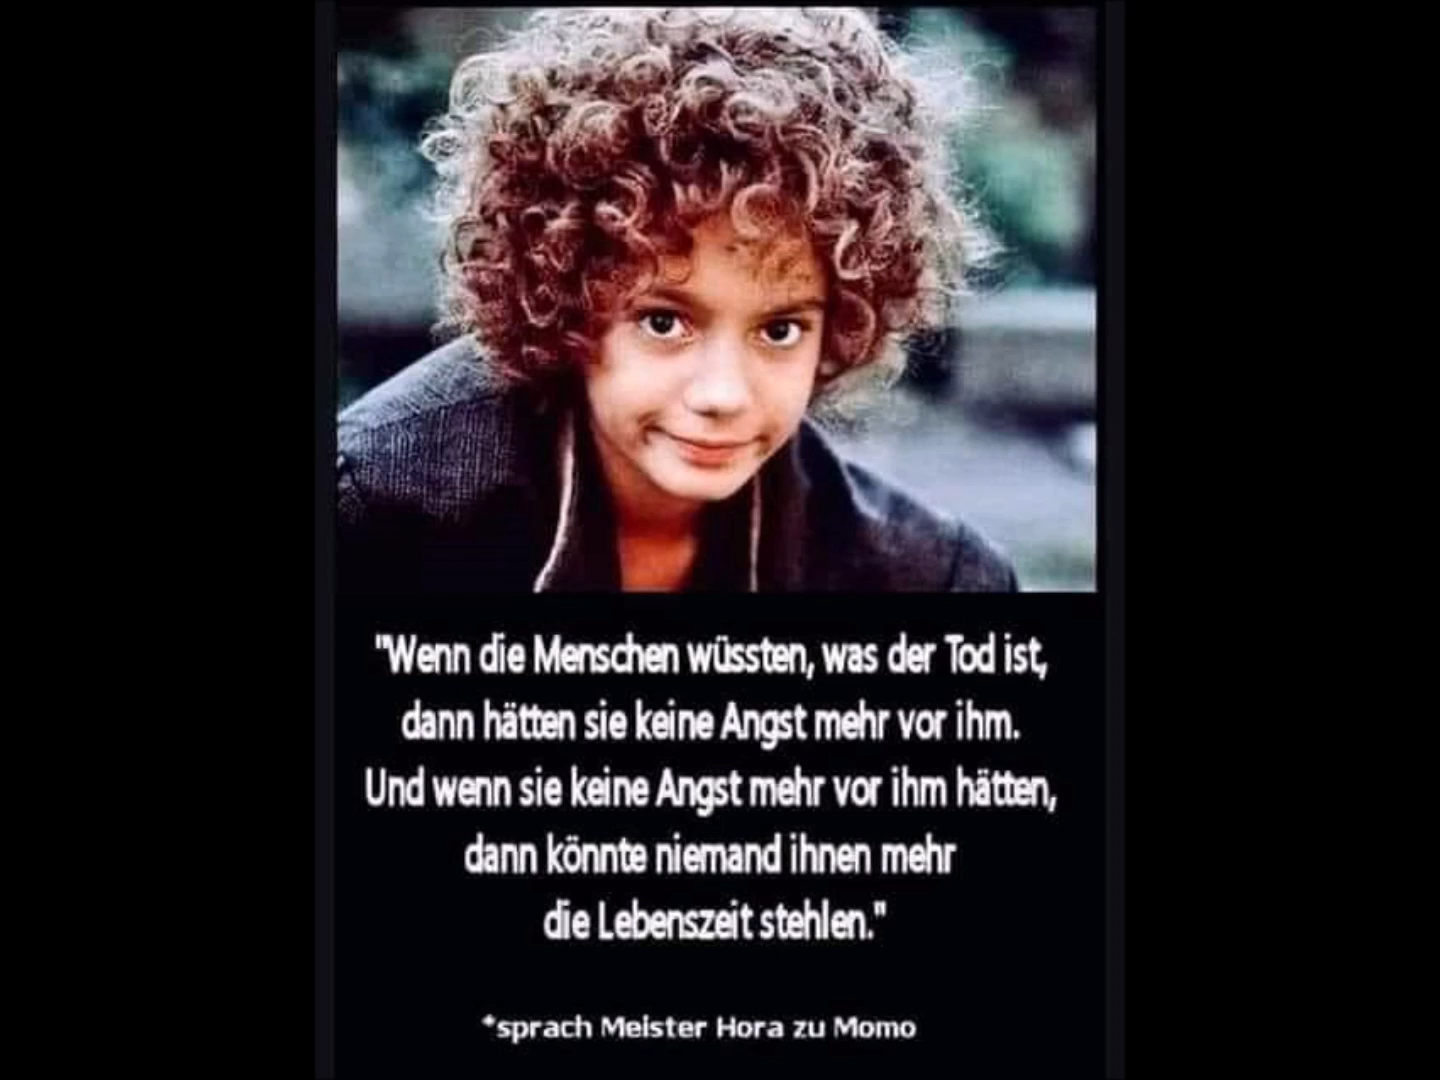 "Wenn die Menschen wüssten, was der Tod ist,
dann hätten sie keine Angst mehr vor ihm.
Und wenn sie keine Angst mehr vor ihm hätten,
dann könnte niemand ihnen mehr
die Lebenszeit stehlen."
*sprach Meister Hora zu Momo